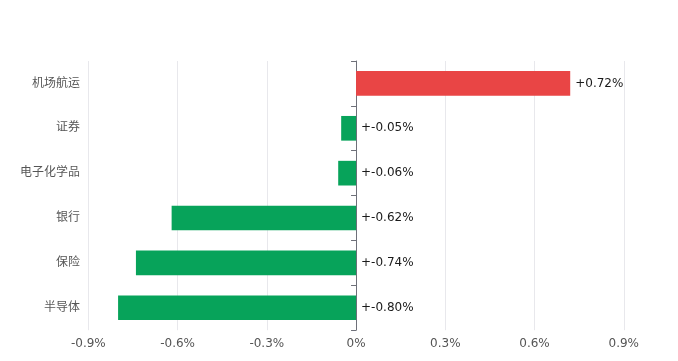 机场航运 +0.72%
证券 +-0.05%
电子化学品 +-0.06%
银行 +-0.62%
保险 +-0.74%
半导体 +-0.80%
-0.9% -0.6% -0.3% 0% 0.3% 0.6% 0.9%